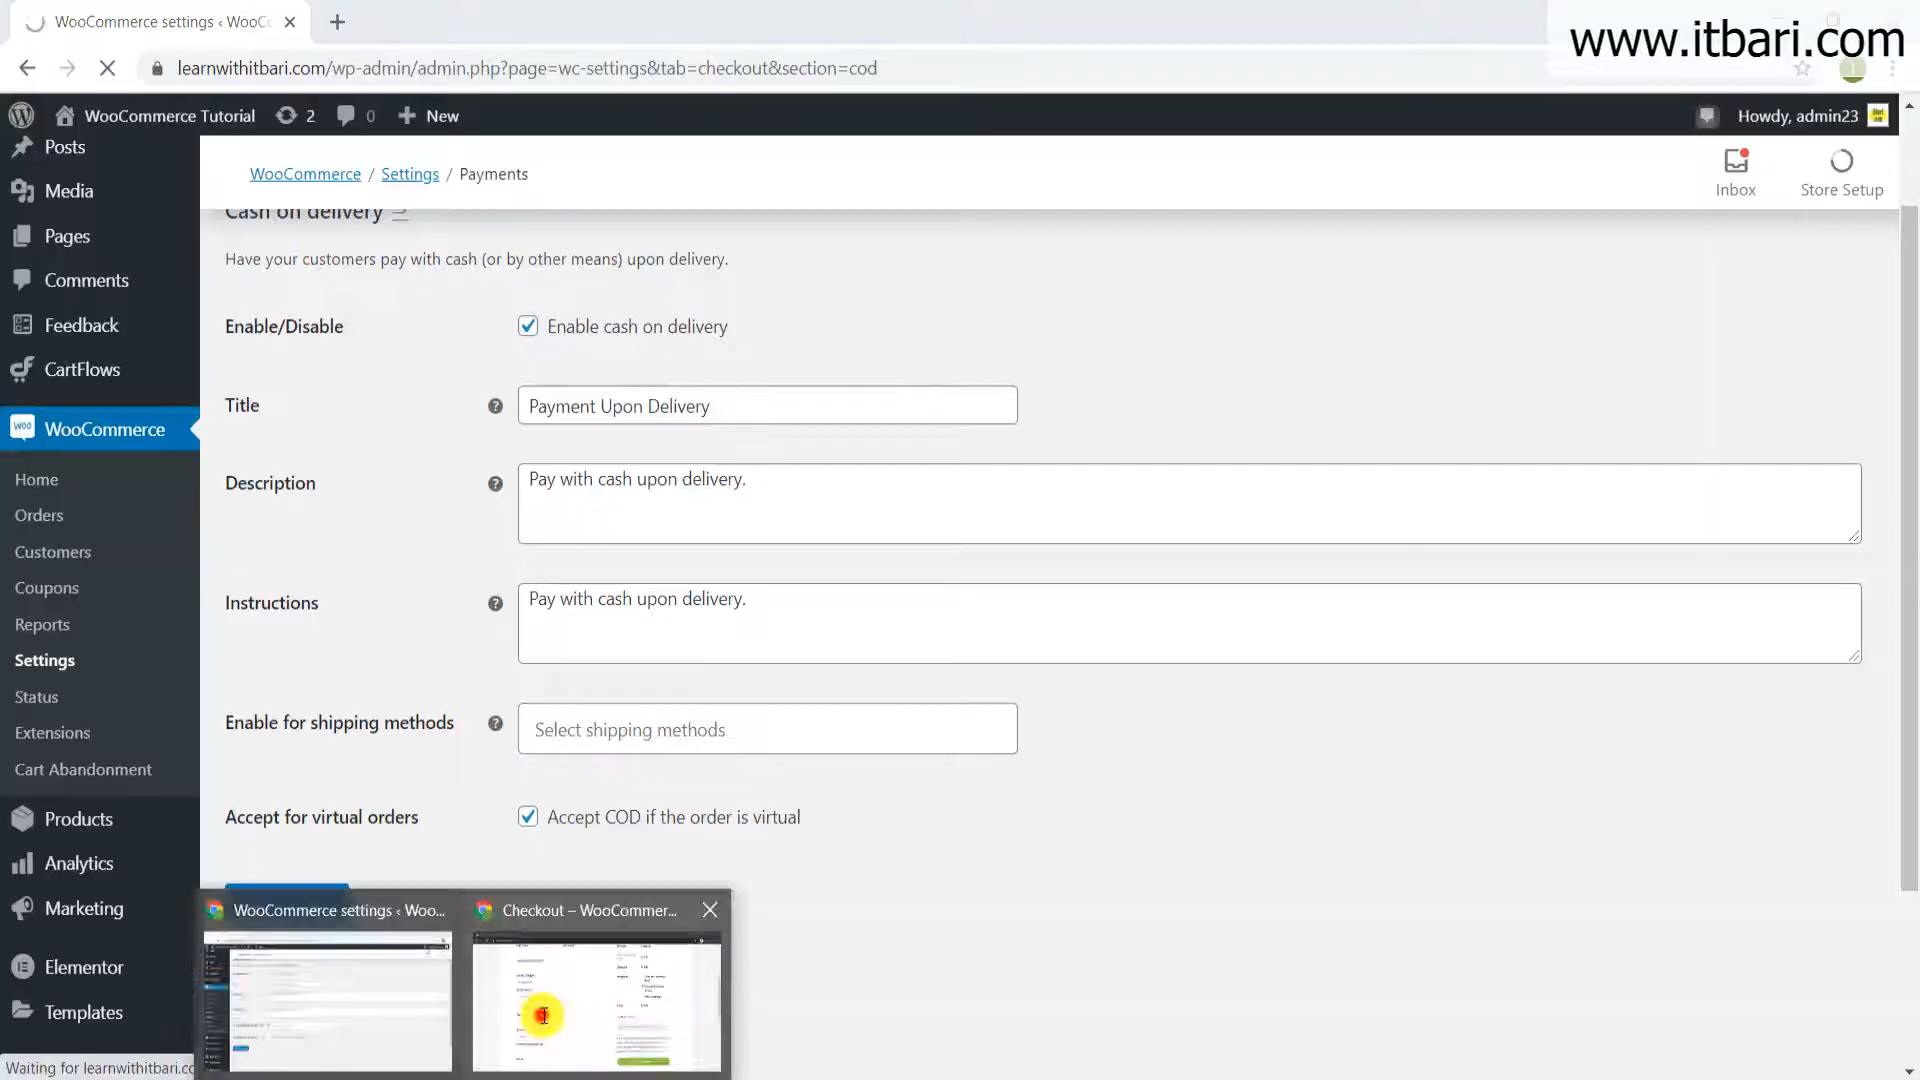 WooCommerce settings ‹ WooC
www.itbari.com
learnwithitbari.com/wp-admin/admin.php?page=wc-settings&tab=checkout&section=cod
WooCommerce Tutorial 2 0 New Howdy, admin23
Posts
Media
Pages
Comments
Feedback
CartFlows
WooCommerce
Home
Orders
Customers
Coupons
Reports
Settings
Status
Extensions
Cart Abandonment
Products
Analytics
Marketing
Elementor
Templates
WooCommerce / Settings / Payments
Inbox
Store Setup
Cash on delivery
Have your customers pay with cash (or by other means) upon delivery.
Enable/Disable Enable cash on delivery
Title Payment Upon Delivery
Description Pay with cash upon delivery.
Instructions Pay with cash upon delivery.
Enable for shipping methods Select shipping methods
Accept for virtual orders Accept COD if the order is virtual
WooCommerce settings ‹ Woo...
Checkout – WooCommer...
Waiting for learnwithitbari.co